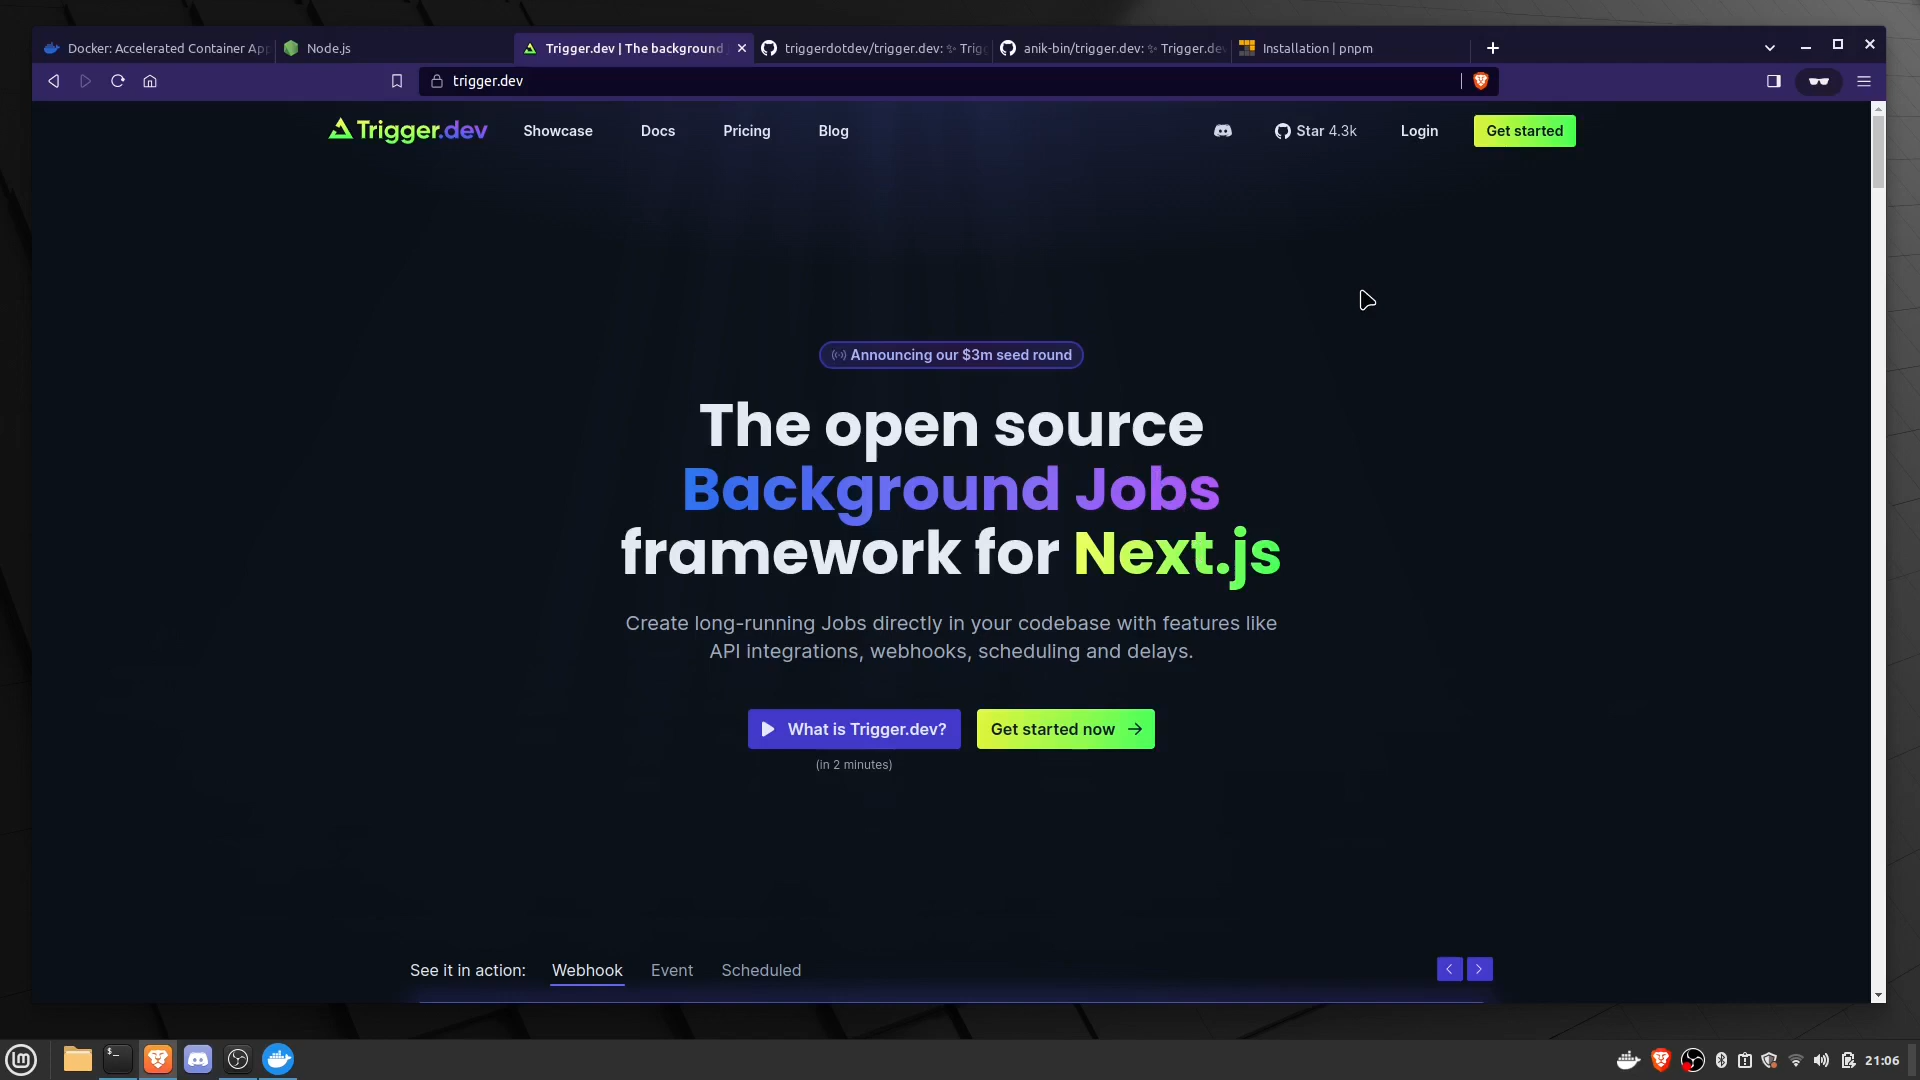 Docker: Accelerated Container App
Node.js
Trigger.dev | The background
triggerdotdev/trigger.dev: ✨ Trigg
anik-bin/trigger.dev: ✨ Trigger.dev
Installation | pnpm
trigger.dev
Trigger.dev
Showcase
Docs
Pricing
Blog
Star 4.3k
Login
Get started
Announcing our $3m seed round
The open source
Background Jobs
framework for Next.js
Create long-running Jobs directly in your codebase with features like
API integrations, webhooks, scheduling and delays.
What is Trigger.dev?
Get started now →
(in 2 minutes)
See it in action:
Webhook
Event
Scheduled
21:06